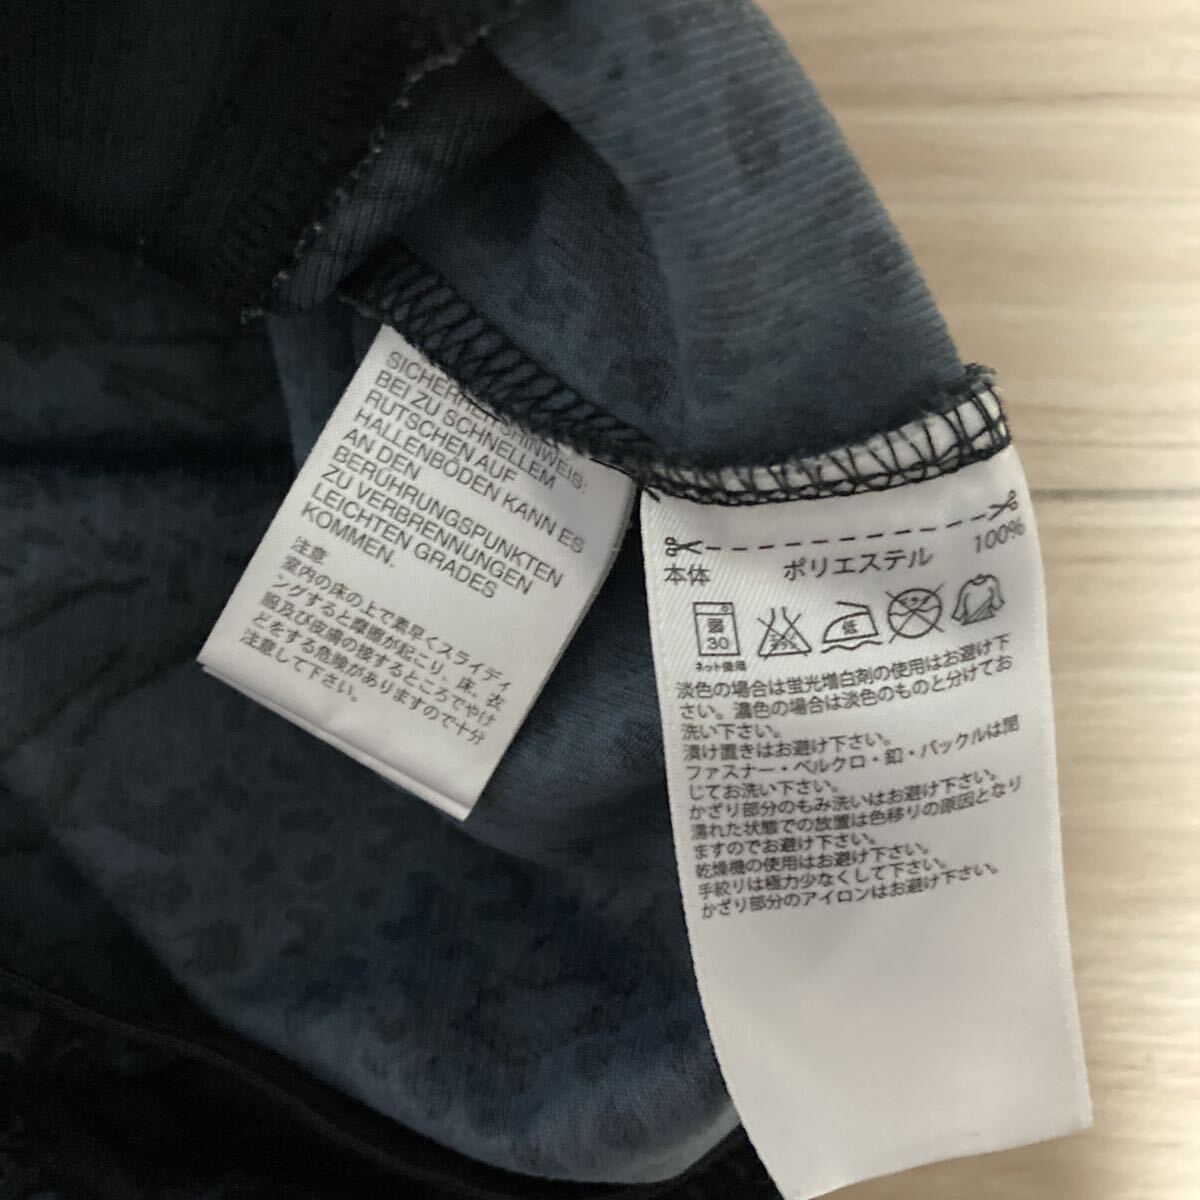 SICHERHEITSHINWEIS:
BEI ZU SCHNELLEM
RUTSCHEN AUF
HALLENBÖDEN KANN ES
AN DEN
BERÜHRUNGSPUNKTEN
ZU VERBRENNUNGEN
LEICHTEN GRADES
KOMMEN.
注意
室内の床の上で素早くスライディ
ングすると摩擦が起こり、床、衣
服及び皮膚の接するところでやけ
どをする危険がありますので十分
注意して下さい。
本体 ポリエステル 100%
弱
30
ネット使用
エンソ
サラシ
低
ドライ
淡色の場合は蛍光増白剤の使用はお避け下
さい。濃色の場合は淡色のものと分けてお
洗い下さい。
漬け置きはお避け下さい。
ファスナー・ベルクロ・釦・バックルは閉
じてお洗い下さい。
かざり部分のもみ洗いはお避け下さい。
濡れた状態での放置は色移りの原因となり
ますのでお避け下さい。
乾燥機の使用はお避け下さい。
手絞りは極力少なくして下さい。
かざり部分のアイロンはお避け下さい。